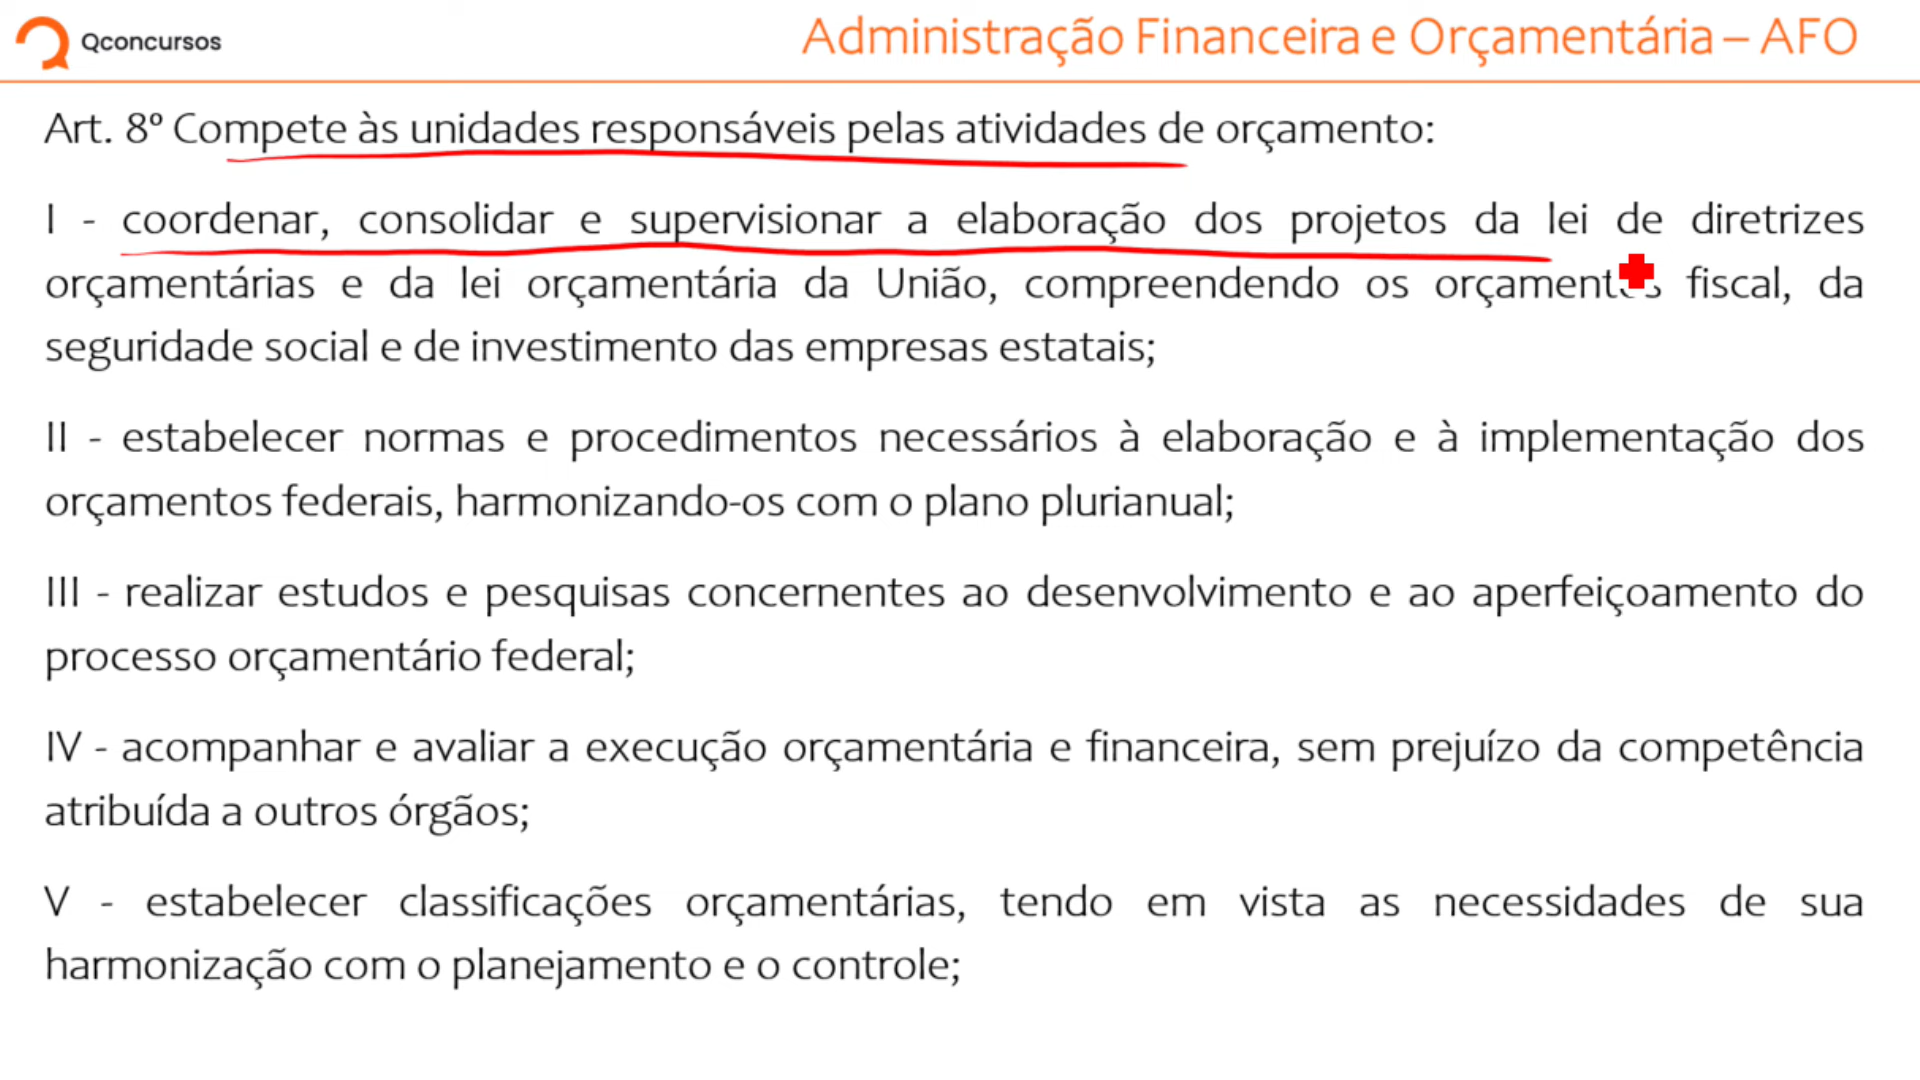 Qconcursos
Administração Financeira e Orçamentária – AFO
Art. 8º Compete às unidades responsáveis pelas atividades de orçamento:
I - coordenar, consolidar e supervisionar a elaboração dos projetos da lei de diretrizes
orçamentárias e da lei orçamentária da União, compreendendo os orçamentos fiscal, da
seguridade social e de investimento das empresas estatais;
II - estabelecer normas e procedimentos necessários à elaboração e à implementação dos
orçamentos federais, harmonizando-os com o plano plurianual;
III - realizar estudos e pesquisas concernentes ao desenvolvimento e ao aperfeiçoamento do
processo orçamentário federal;
IV - acompanhar e avaliar a execução orçamentária e financeira, sem prejuízo da competência
atribuída a outros órgãos;
V - estabelecer classificações orçamentárias, tendo em vista as necessidades de sua
harmonização com o planejamento e o controle;